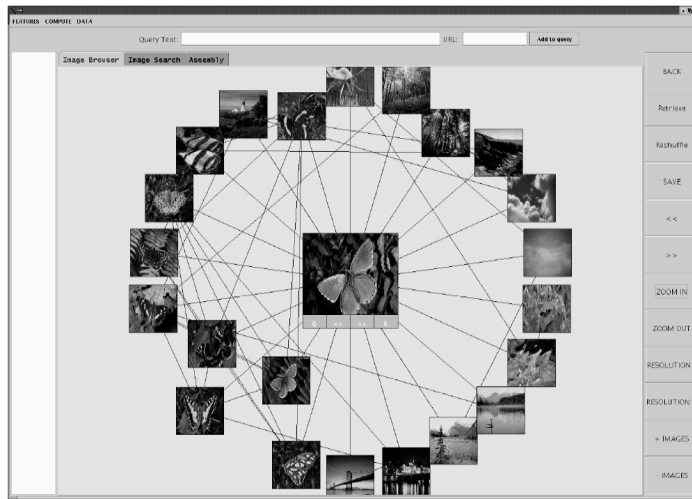 FEATURES COMPUTE DATA
Query Text: URL: Add to query
Image Browser Image Search Assembly
BACK
Retrieve
Reshuffle
SAVE
<<
>>
ZOOM IN
ZOOM OUT
RESOLUTION
RESOLUTION
+ IMAGES
- IMAGES
Q << >> A